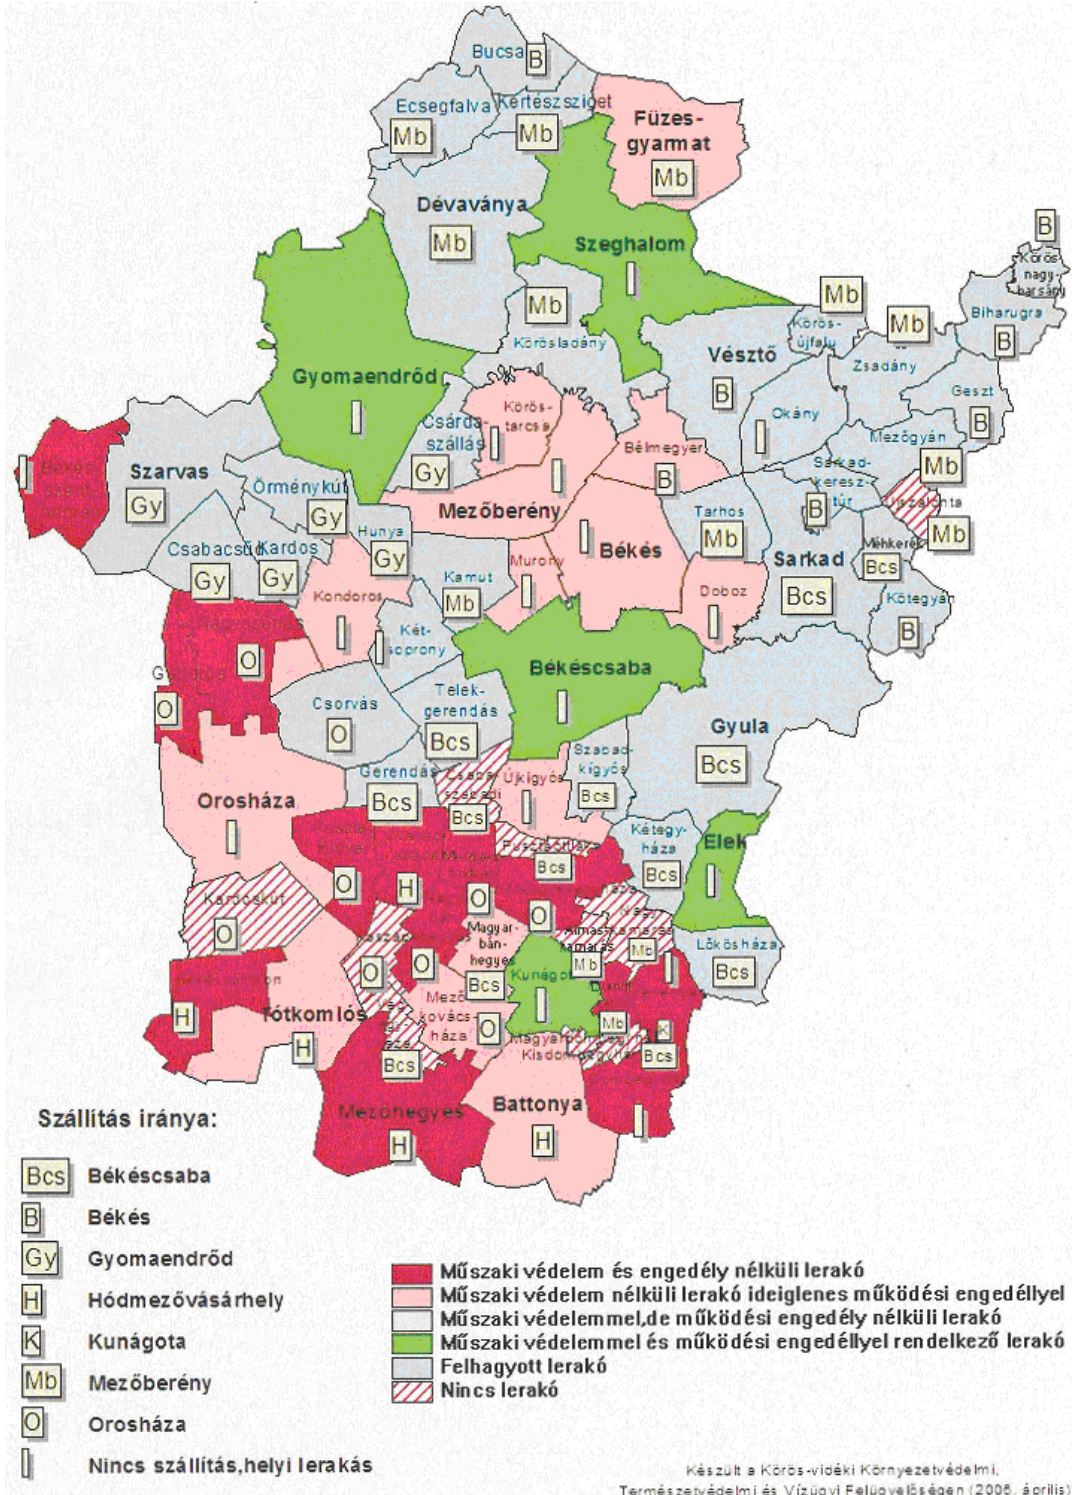 Bucsa
B
Ecsegfalva
Mb
Kertészsziget
Mb
Füzes-
gyarmat
Mb
Dévaványa
Mb
Szeghalom
B
Körös
nagy-
harsány
Mb
Körös-
újfalu
Mb
Zsadány
Biharugra
B
Mb
Körösladány
Vésztő
B
Okány
Geszt
B
Gyomaendrőd
Csárda-
szállás
Gy
Körös-
tarcsa
Bélmegyer
B
Mezőgyán
Mb
Szarvas
Gy
Örménykút
Gy
Mezőberény
Békés
Tarhos
Mb
Sarkad-
keresz-
túr
B
Mb
Csabacsűd
Gy
Kardos
Gy
Hunya
Gy
Kamut
Mb
Murony
Doboz
Sarkad
Bcs
Méhkerék
Bcs
Kötegyán
B
Kondoros
Két-
soprony
Békéscsaba
O
O
Csorvás
O
Telek-
gerendás
Bcs
Gyula
Bcs
Gerendás
Bcs
Bcs
Újkígyós
Szabad-
kígyós
Bcs
Orosháza
Bcs
Kétegy-
háza
Bcs
Elek
O
H
O
O
Kardoskút
O
Magyar-
bán-
hegyes
Bcs
Almás-
kamarás
Mb
Nagy
kamarás
Mb
Lőkösháza
Bcs
O
O
Kunágota
Mező
kovács-
háza
O
Mb
K
Bcs
H
Tótkomlós
H
Bcs
Mezőhegyes
H
Battonya
H
Szállítás iránya:
Bcs Békéscsaba
B Békés
Gy Gyomaendrőd
H Hódmezővásárhely
K Kunágota
Mb Mezőberény
O Orosháza
Nincs szállítás,helyi lerakás
Műszaki védelem és engedély nélküli lerakó
Műszaki védelem nélküli lerakó ideiglenes működési engedéllyel
Műszaki védelemmel,de működési engedély nélküli lerakó
Műszaki védelemmel és működési engedéllyel rendelkező lerakó
Felhagyott lerakó
Nincs lerakó
Készült a Körös-vidéki Környezetvédelmi,
Természetvédelmi és Vízügyi Felügyelőségen (2006. április)